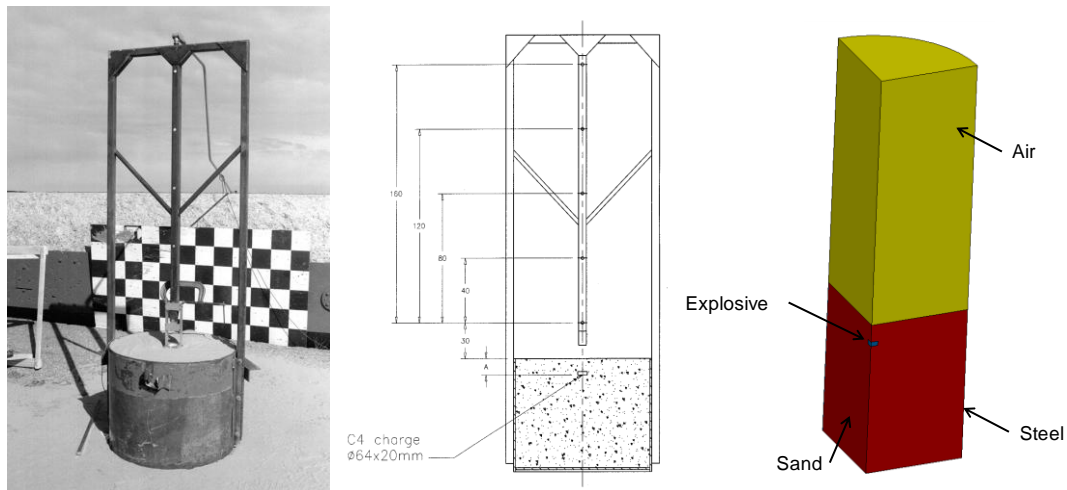 160
120
80
40
30
A
C4 charge
ø64x20mm
Air
Explosive
Steel
Sand